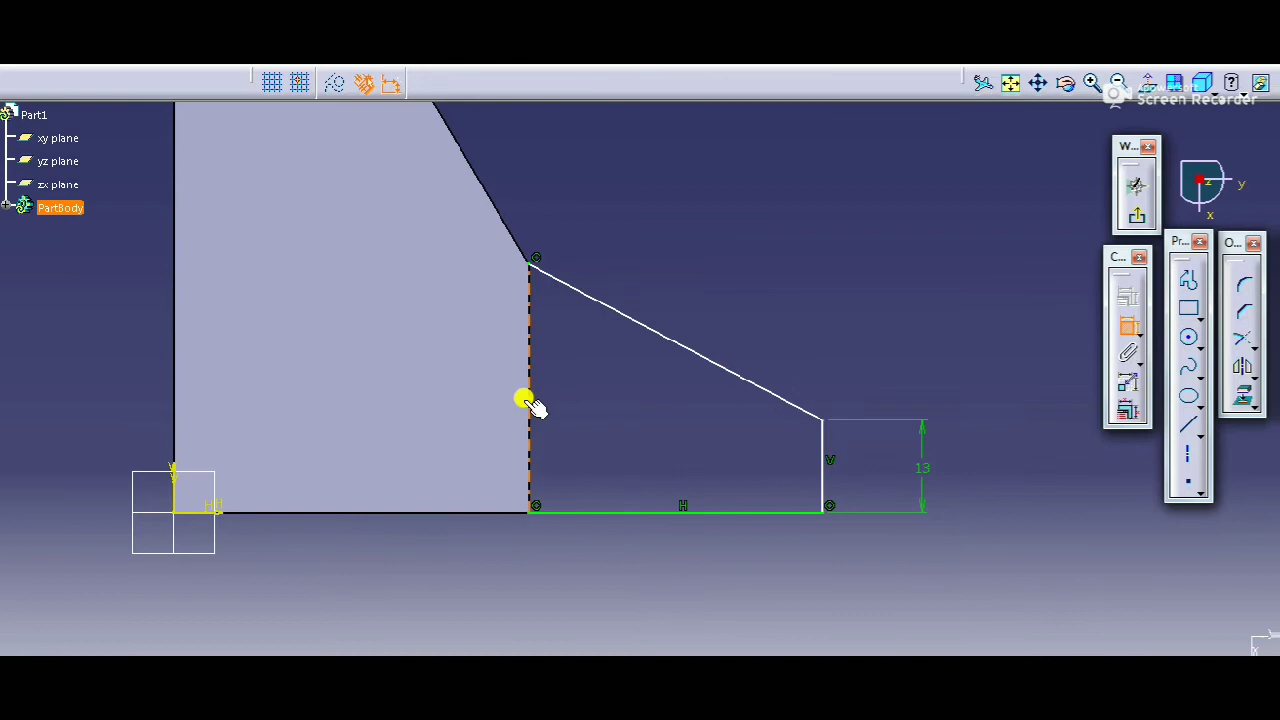 Screen Recorder
Part1
xy plane
yz plane
zx plane
PartBody
W...
z
y
x
Pr...
O...
C...
V
H H
H
V
13
x